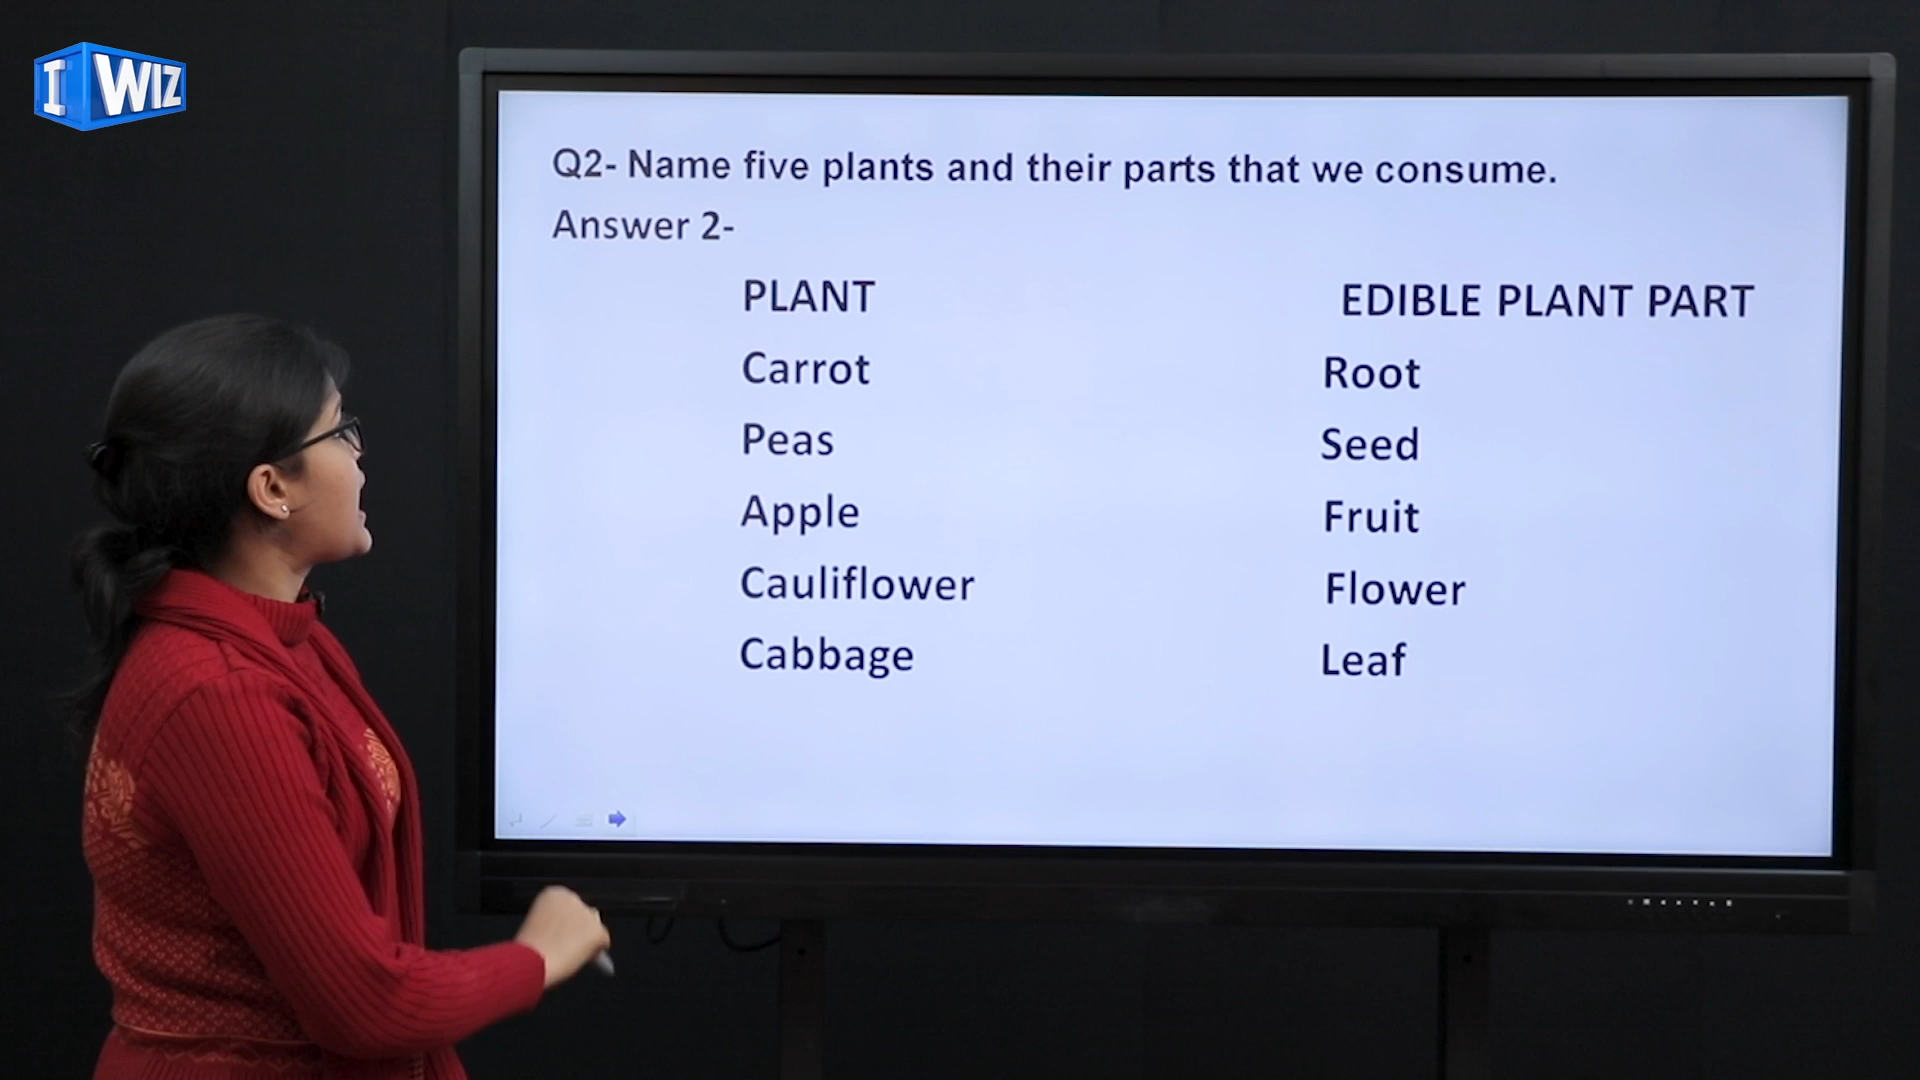 I WIZ
Q2- Name five plants and their parts that we consume.
Answer 2-
PLANT EDIBLE PLANT PART
Carrot Root
Peas Seed
Apple Fruit
Cauliflower Flower
Cabbage Leaf